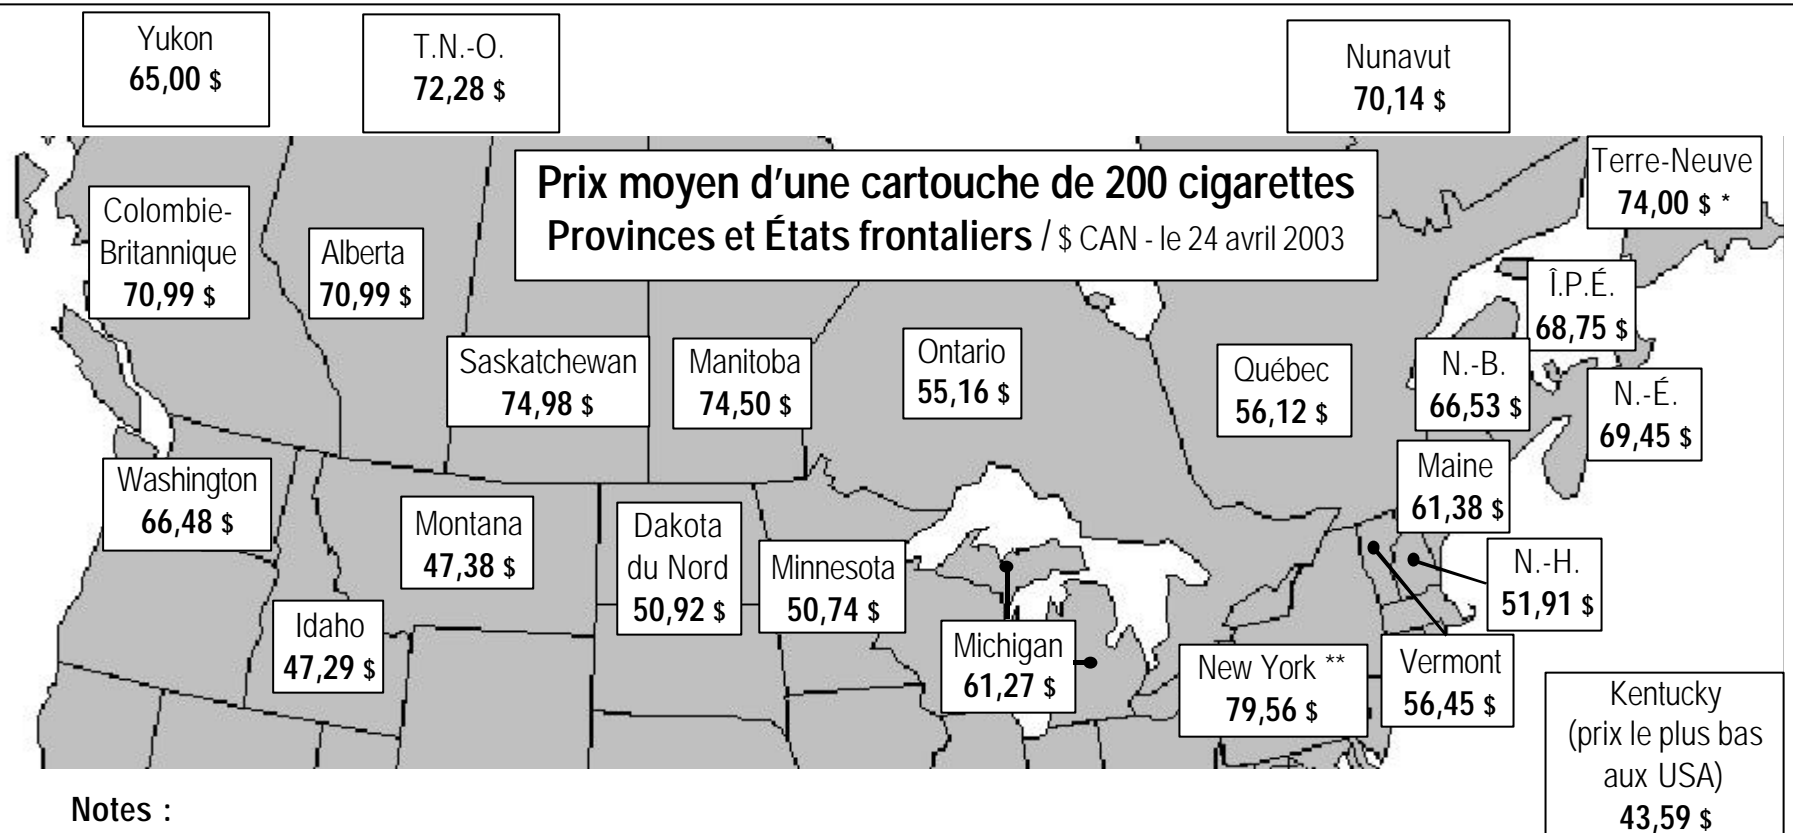 Yukon
65,00 $
T.N.-O.
72,28 $
Nunavut
70,14 $
Prix moyen d'une cartouche de 200 cigarettes
Provinces et États frontaliers / $ CAN - le 24 avril 2003
Terre-Neuve
74,00 $ *
Colombie-
Britannique
70,99 $
Alberta
70,99 $
Saskatchewan
74,98 $
Manitoba
74,50 $
Ontario
55,16 $
Québec
56,12 $
Î.P.É.
68,75 $
N.-B.
66,53 $
N.-É.
69,45 $
Washington
66,48 $
Montana
47,38 $
Idaho
47,29 $
Dakota
du Nord
50,92 $
Minnesota
50,74 $
Michigan
61,27 $
New York **
79,56 $
Vermont
56,45 $
Maine
61,38 $
N.-H.
51,91 $
Kentucky
(prix le plus bas
aux USA)
43,59 $
Notes :